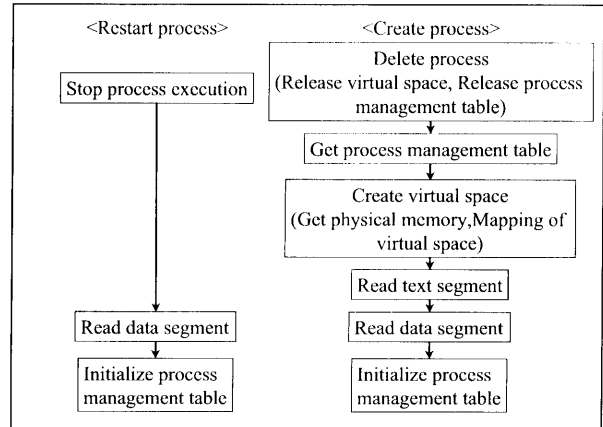 <Restart process>
Stop process execution
Read data segment
Initialize process
management table
<Create process>
Delete process
(Release virtual space, Release process
management table)
Get process management table
Create virtual space
(Get physical memory,Mapping of
virtual space)
Read text segment
Read data segment
Initialize process
management table